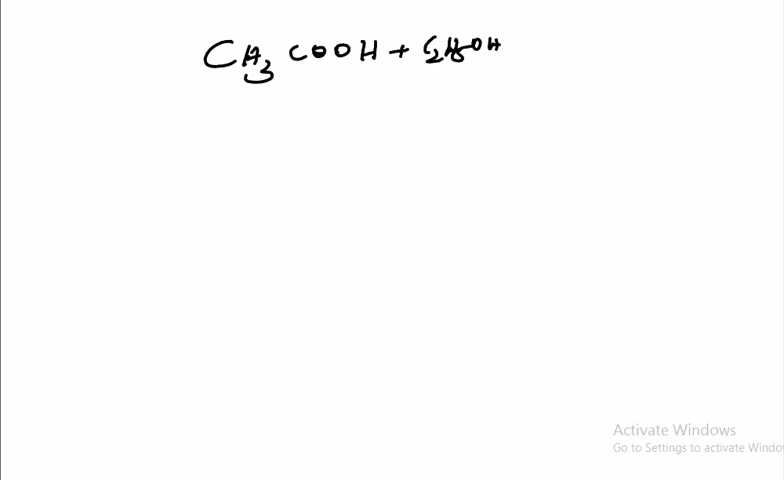 CH₃COOH + C₂H₅OH
Activate Windows
Go to Settings to activate Windo